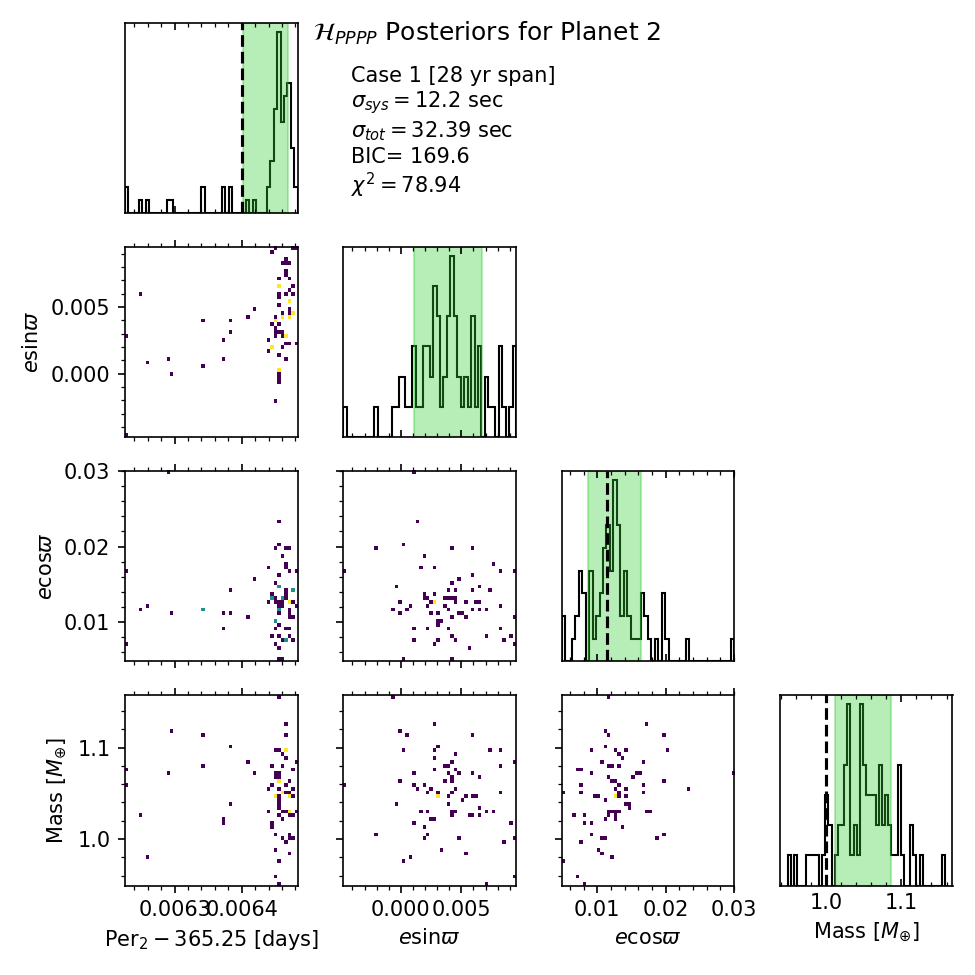 ℋ_PPPP Posteriors for Planet 2
Case 1 [28 yr span]
σ_sys = 12.2 sec
σ_tot = 32.39 sec
BIC= 169.6
χ² = 78.94
0.005
0.000
esinϖ
0.03
0.02
0.01
ecosϖ
1.1
1.0
Mass [M⊕]
0.0063 0.0064
Per₂ − 365.25 [days]
0.000 0.005
esinϖ
0.01 0.02 0.03
ecosϖ
1.0 1.1
Mass [M⊕]